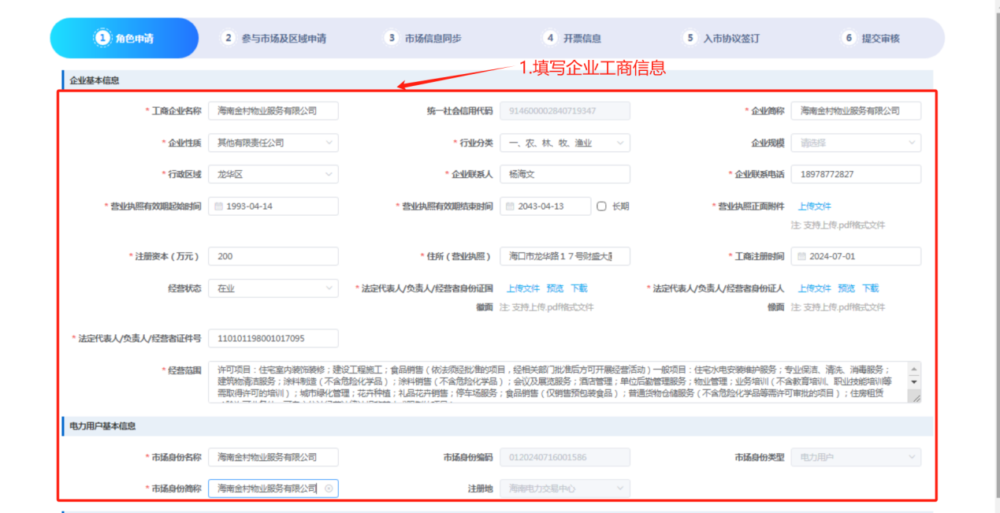 1 角色申请 2 参与市场及区域申请 3 市场信息同步 4 开票信息 5 入市协议签订 6 提交审核
1.填写企业工商信息
企业基本信息
* 工商企业名称 海南金村物业服务有限公司 统一社会信用代码 914600002840719347 * 企业简称 海南金村物业服务有限公司
* 企业性质 其他有限责任公司 * 行业分类 一、农、林、牧、渔业 企业规模 请选择
* 行政区域 龙华区 * 企业联系人 杨海文 * 企业联系电话 18978772827
* 营业执照有效期起始时间 1993-04-14 * 营业执照有效期结束时间 2043-04-13 长期 * 营业执照正面附件 上传文件
注: 支持上传.pdf格式文件
* 注册资本（万元） 200 * 住所（营业执照） 海口市龙华路１７号财盛大厦 * 工商注册时间 2024-07-01
经营状态 在业 * 法定代表人/负责人/经营者身份证国 上传文件 预览 下载 * 法定代表人/负责人/经营者身份证人 上传文件 预览 下载
徽面 注: 支持上传.pdf格式文件 像面 注: 支持上传.pdf格式文件
* 法定代表人/负责人/经营者证件号 110101198001017095
* 经营范围 许可项目：住宅室内装饰装修；建设工程施工；食品销售（依法须经批准的项目，经相关部门批准后方可开展经营活动）一般项目：住宅水电安装维护服务；专业保洁、清洗、消毒服务；
建筑物清洁服务；涂料制造（不含危险化学品）；涂料销售（不含危险化学品）；会议及展览服务；酒店管理；单位后勤管理服务；物业管理；业务培训（不含教育培训、职业技能培训等
需取得许可的培训）；城市绿化管理；花卉种植；礼品花卉销售；停车场服务；食品销售（仅销售预包装食品）；普通货物仓储服务（不含危险化学品等需许可审批的项目）；住房租赁
电力用户基本信息
* 市场身份名称 海南金村物业服务有限公司 市场身份编码 0120240716001586 市场身份类型 电力用户
* 市场身份简称 海南金村物业服务有限公司 注册地 海南电力交易中心